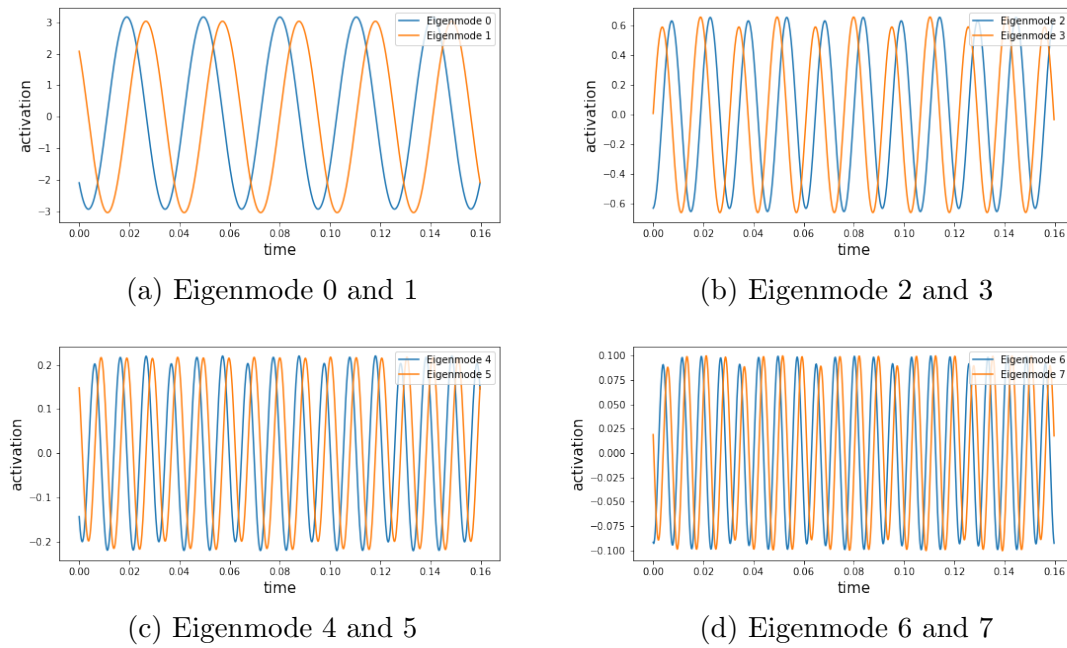 Eigenmode 0
Eigenmode 1
activation
3
2
1
0
−1
−2
−3
0.00 0.02 0.04 0.06 0.08 0.10 0.12 0.14 0.16
time
(a) Eigenmode 0 and 1
Eigenmode 2
Eigenmode 3
activation
0.6
0.4
0.2
0.0
−0.2
−0.4
−0.6
0.00 0.02 0.04 0.06 0.08 0.10 0.12 0.14 0.16
time
(b) Eigenmode 2 and 3
Eigenmode 4
Eigenmode 5
activation
0.2
0.1
0.0
−0.1
−0.2
0.00 0.02 0.04 0.06 0.08 0.10 0.12 0.14 0.16
time
(c) Eigenmode 4 and 5
Eigenmode 6
Eigenmode 7
activation
0.100
0.075
0.050
0.025
0.000
−0.025
−0.050
−0.075
−0.100
0.00 0.02 0.04 0.06 0.08 0.10 0.12 0.14 0.16
time
(d) Eigenmode 6 and 7